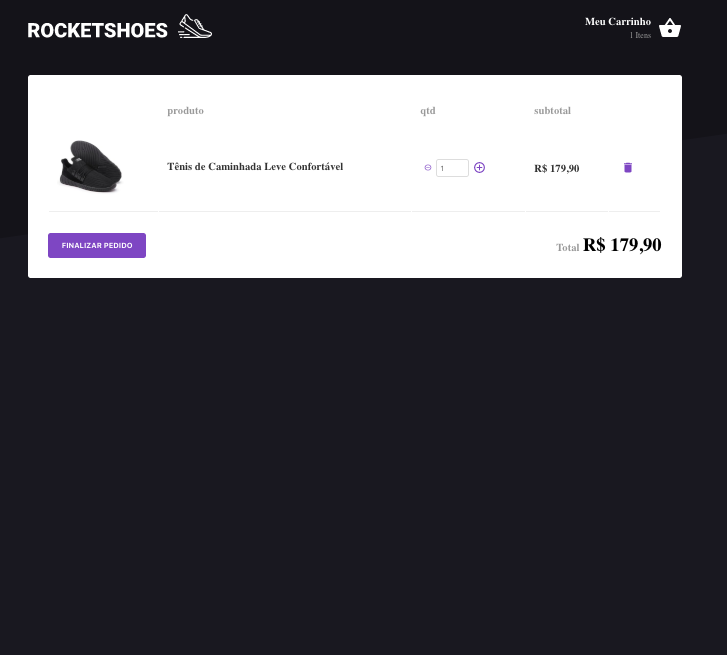 ROCKETSHOES
Meu Carrinho
1 Itens
produto qtd subtotal
Tênis de Caminhada Leve Confortável 1 R$ 179,90
FINALIZAR PEDIDO
Total R$ 179,90